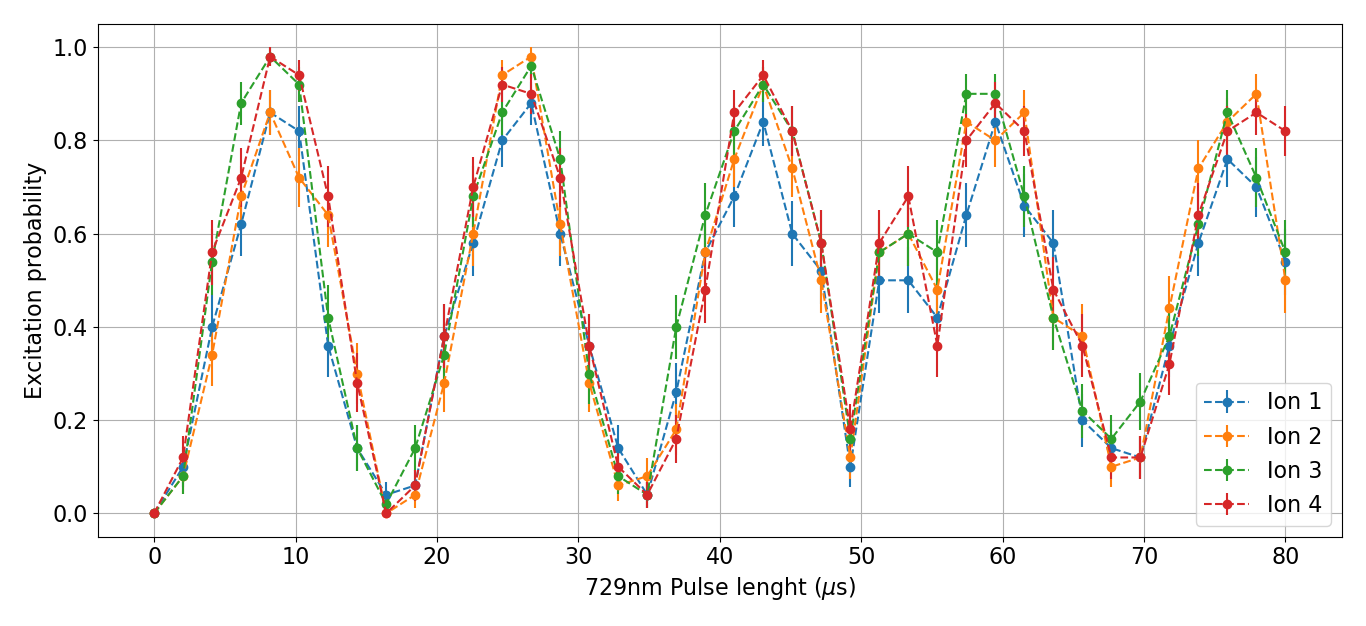 1.0
0.8
0.6
0.4
0.2
0.0
Excitation probability
0 10 20 30 40 50 60 70 80
729nm Pulse lenght (μs)
Ion 1
Ion 2
Ion 3
Ion 4